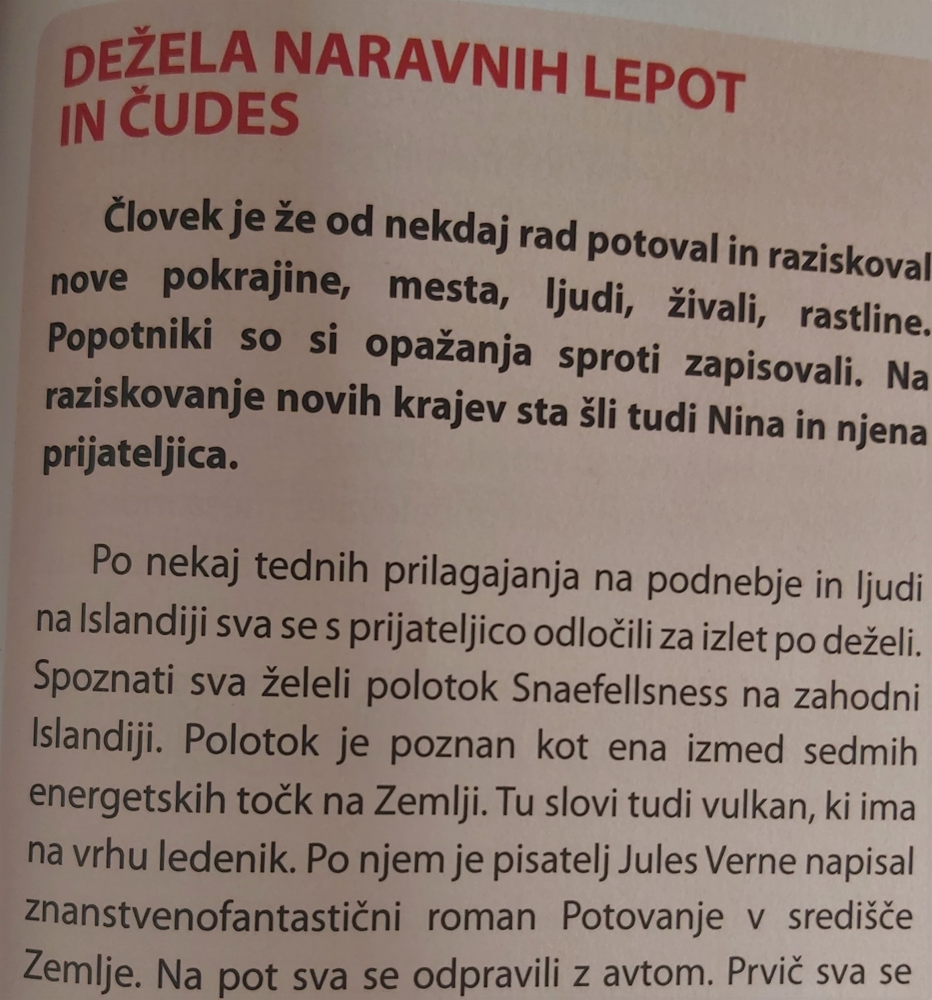 DEŽELA NARAVNIH LEPOT
IN ČUDES
Človek je že od nekdaj rad potoval in raziskoval
nove pokrajine, mesta, ljudi, živali, rastline.
Popotniki so si opažanja sproti zapisovali. Na
raziskovanje novih krajev sta šli tudi Nina in njena
prijateljica.
Po nekaj tednih prilagajanja na podnebje in ljudi
na Islandiji sva se s prijateljico odločili za izlet po deželi.
Spoznati sva želeli polotok Snaefellsness na zahodni
Islandiji. Polotok je poznan kot ena izmed sedmih
energetskih točk na Zemlji. Tu slovi tudi vulkan, ki ima
na vrhu ledenik. Po njem je pisatelj Jules Verne napisal
znanstvenofantastični roman Potovanje v središče
Zemlje. Na pot sva se odpravili z avtom. Prvič sva se